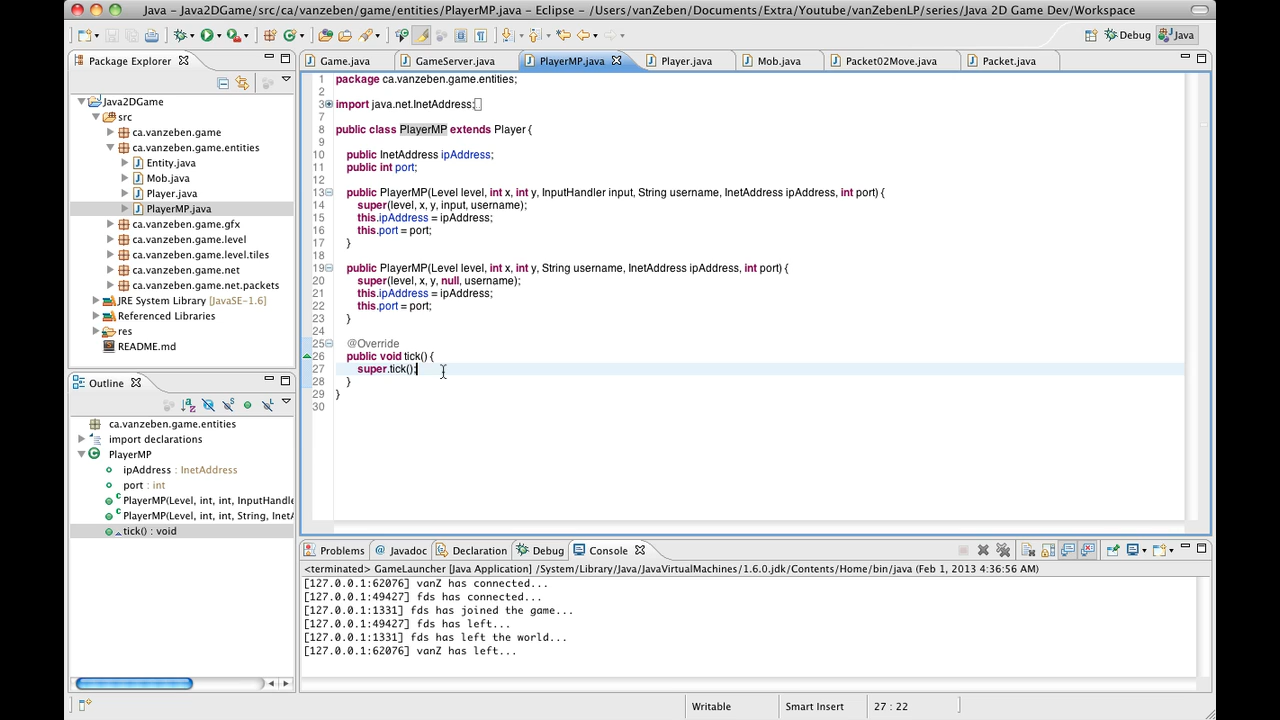 Java – Java2DGame/src/ca/vanzeben/game/entities/PlayerMP.java – Eclipse – /Users/vanZeben/Documents/Extra/Youtube/vanZebenLP/series/Java 2D Game Dev/Workspace
Debug
Java
Package Explorer
Java2DGame
src
ca.vanzeben.game
ca.vanzeben.game.entities
Entity.java
Mob.java
Player.java
PlayerMP.java
ca.vanzeben.game.gfx
ca.vanzeben.game.level
ca.vanzeben.game.level.tiles
ca.vanzeben.game.net
ca.vanzeben.game.net.packets
JRE System Library [JavaSE-1.6]
Referenced Libraries
res
README.md
Outline
ca.vanzeben.game.entities
import declarations
PlayerMP
ipAddress : InetAddress
port : int
PlayerMP(Level, int, int, InputHandle
PlayerMP(Level, int, int, String, InetA
tick() : void
Game.java
GameServer.java
PlayerMP.java
Player.java
Mob.java
Packet02Move.java
Packet.java
1 package ca.vanzeben.game.entities;
2
3 import java.net.InetAddress;
8 public class PlayerMP extends Player {
9
10 public InetAddress ipAddress;
11 public int port;
12
13 public PlayerMP(Level level, int x, int y, InputHandler input, String username, InetAddress ipAddress, int port) {
14 super(level, x, y, input, username);
15 this.ipAddress = ipAddress;
16 this.port = port;
17 }
18
19 public PlayerMP(Level level, int x, int y, String username, InetAddress ipAddress, int port) {
20 super(level, x, y, null, username);
21 this.ipAddress = ipAddress;
22 this.port = port;
23 }
24
25 @Override
26 public void tick() {
27 super.tick();
28 }
29 }
30
Problems
Javadoc
Declaration
Debug
Console
<terminated> GameLauncher [Java Application] /System/Library/Java/JavaVirtualMachines/1.6.0.jdk/Contents/Home/bin/java (Feb 1, 2013 4:36:56 AM)
[127.0.0.1:62076] vanZ has connected...
[127.0.0.1:49427] fds has connected...
[127.0.0.1:1331] fds has joined the game...
[127.0.0.1:49427] fds has left...
[127.0.0.1:1331] fds has left the world...
[127.0.0.1:62076] vanZ has left...
Writable
Smart Insert
27 : 22